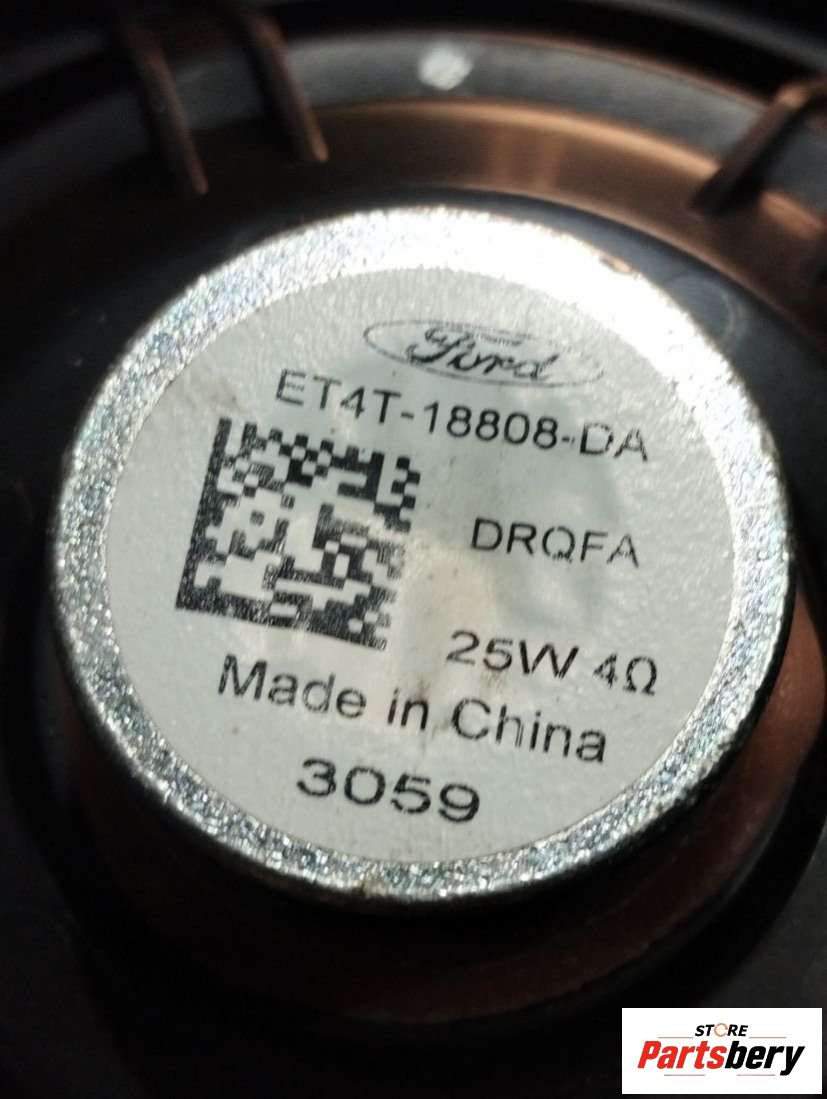 Ford
ET4T-18808-DA
DRQFA
25W 4Ω
Made in China
3059
STORE
Partsbery